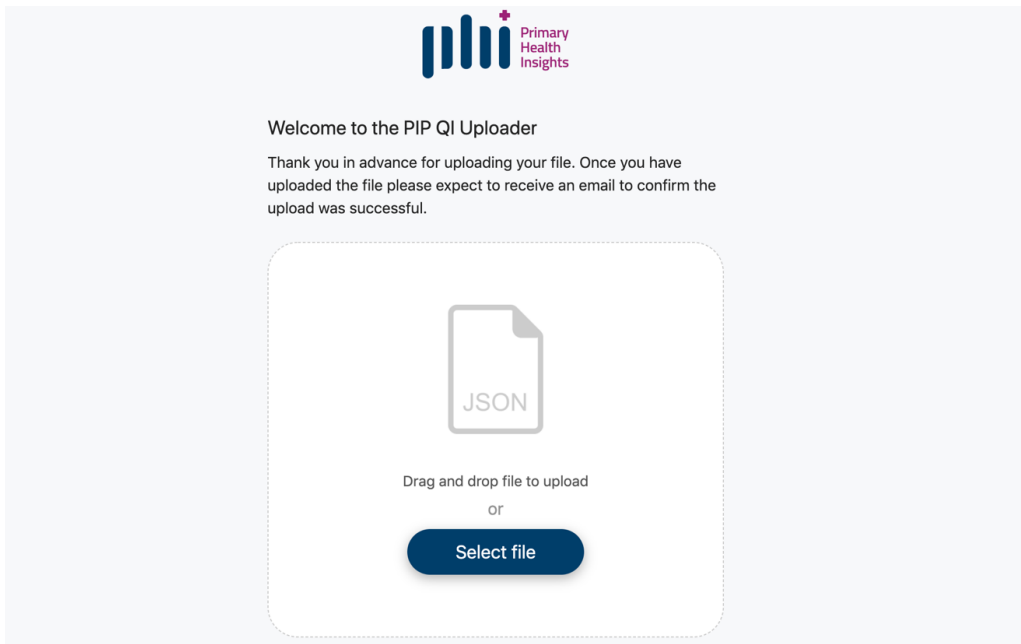 phi
Primary
Health
Insights
Welcome to the PIP QI Uploader
Thank you in advance for uploading your file. Once you have
uploaded the file please expect to receive an email to confirm the
upload was successful.
JSON
Drag and drop file to upload
or
Select file